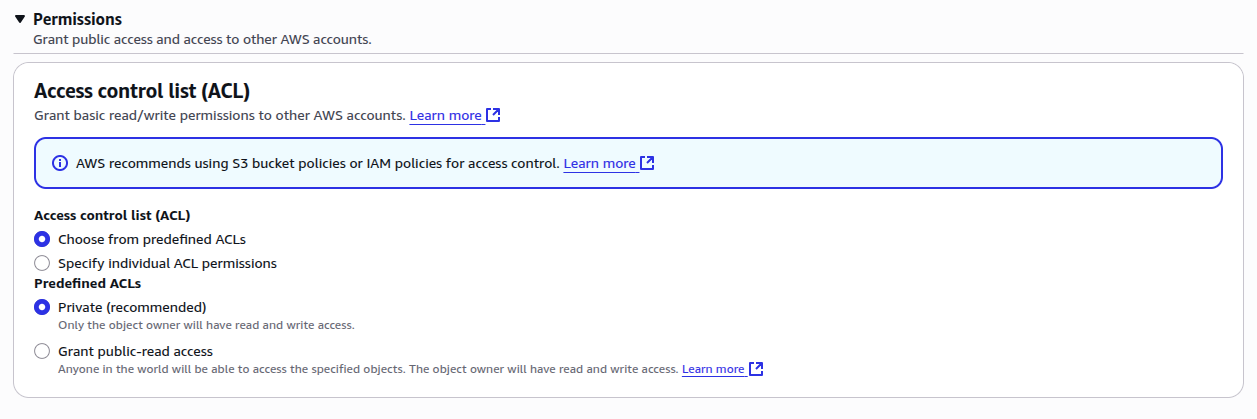 Permissions
Grant public access and access to other AWS accounts.
Access control list (ACL)
Grant basic read/write permissions to other AWS accounts. Learn more
AWS recommends using S3 bucket policies or IAM policies for access control. Learn more
Access control list (ACL)
Choose from predefined ACLs
Specify individual ACL permissions
Predefined ACLs
Private (recommended)
Only the object owner will have read and write access.
Grant public-read access
Anyone in the world will be able to access the specified objects. The object owner will have read and write access. Learn more